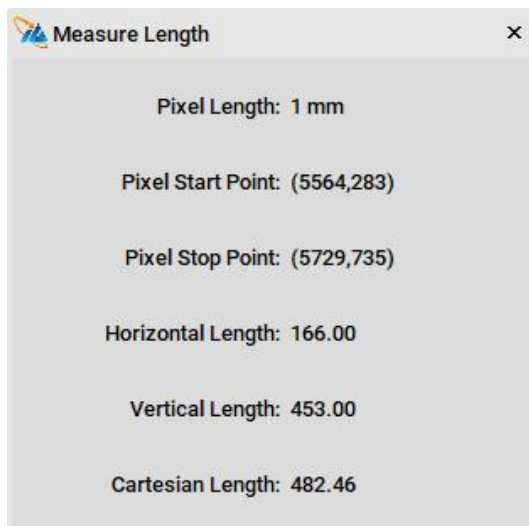 Measure Length
Pixel Length: 1 mm
Pixel Start Point: (5564,283)
Pixel Stop Point: (5729,735)
Horizontal Length: 166.00
Vertical Length: 453.00
Cartesian Length: 482.46